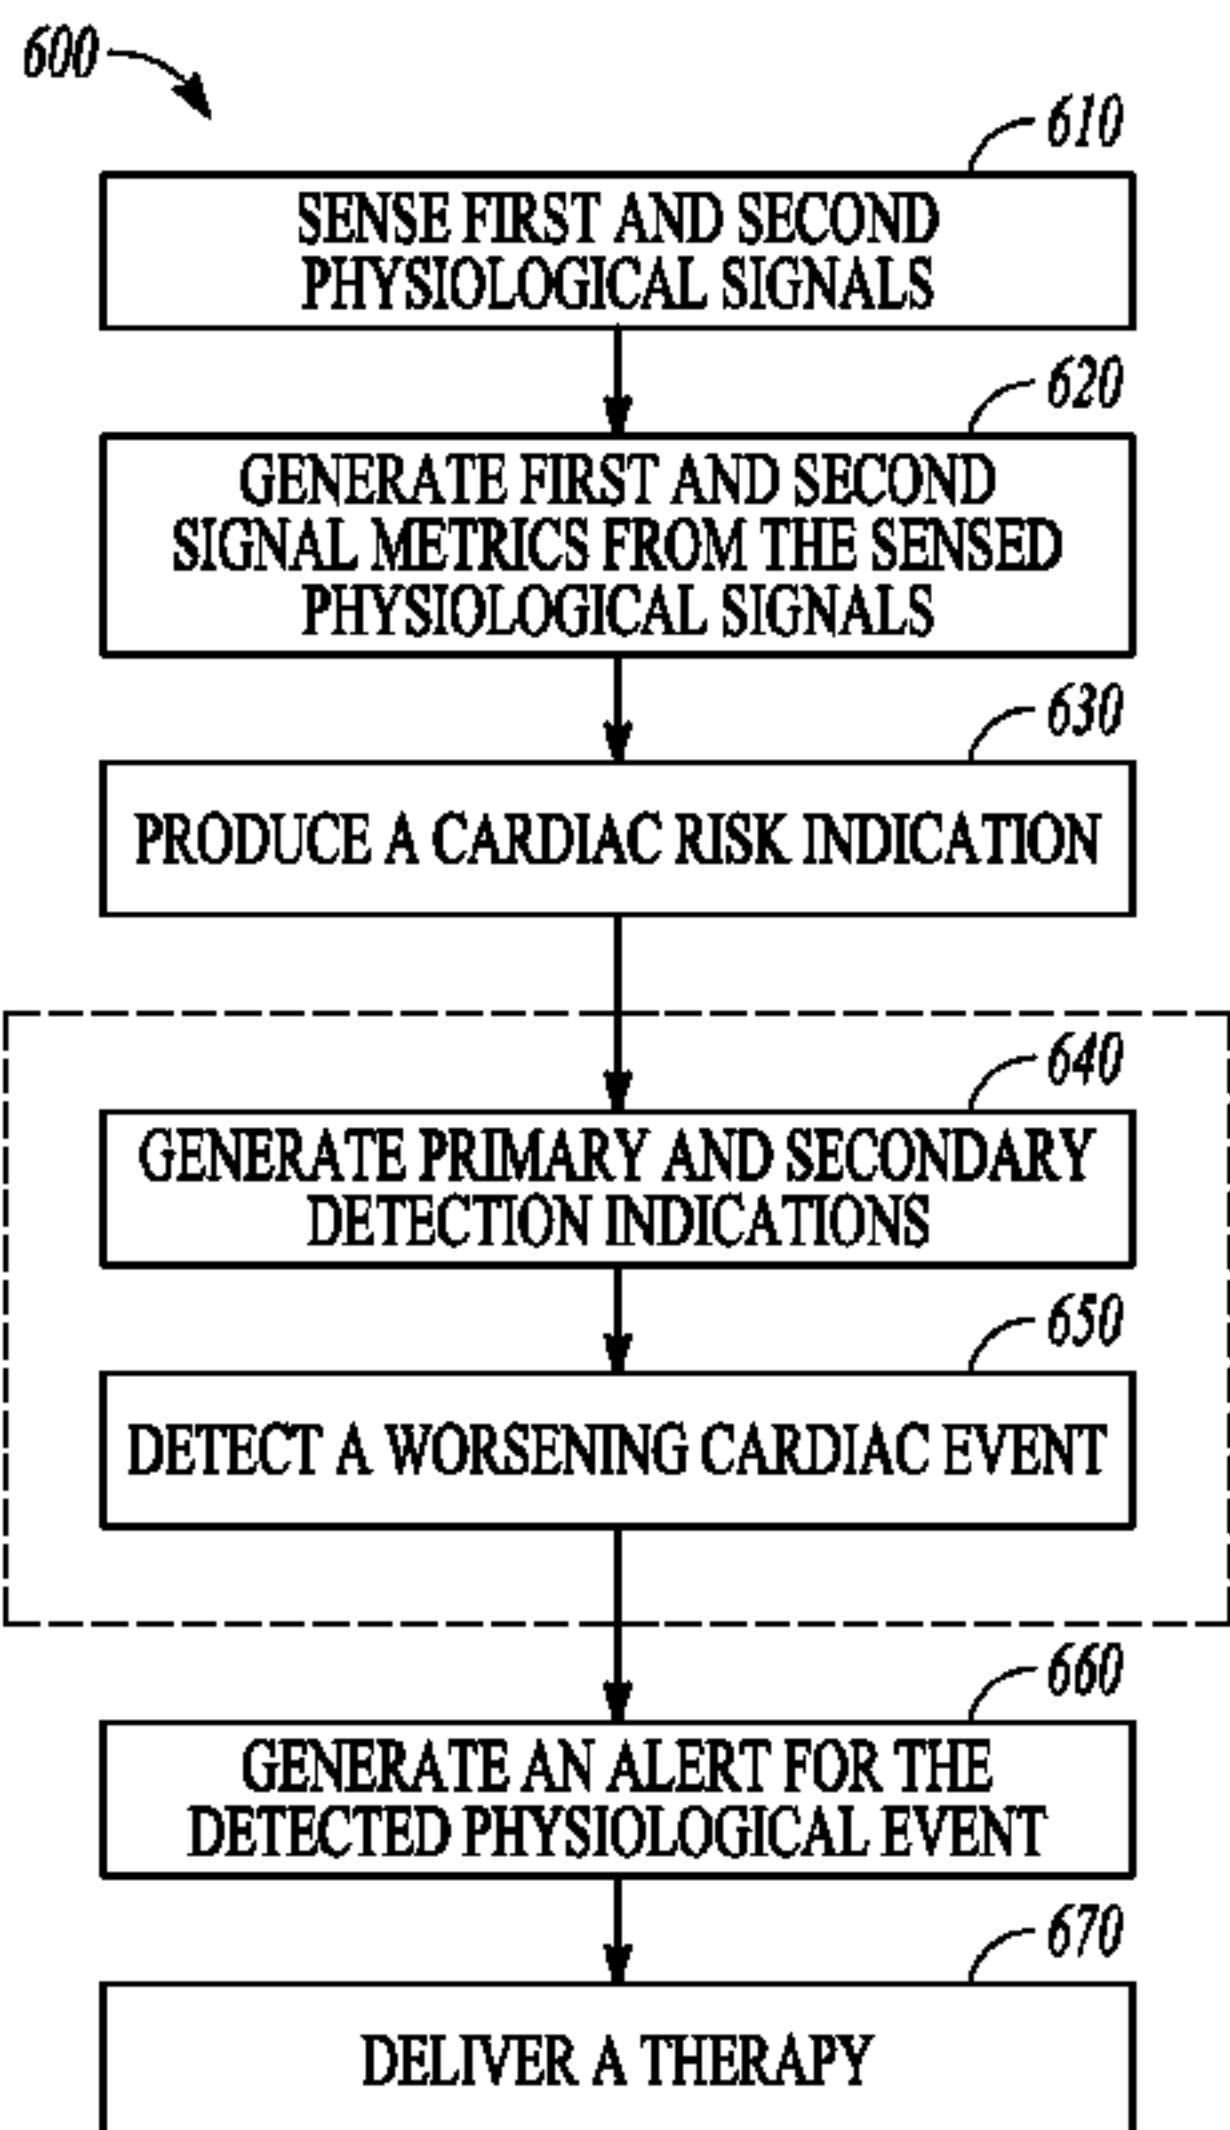 600
610
SENSE FIRST AND SECOND
PHYSIOLOGICAL SIGNALS
620
GENERATE FIRST AND SECOND
SIGNAL METRICS FROM THE SENSED
PHYSIOLOGICAL SIGNALS
630
PRODUCE A CARDIAC RISK INDICATION
640
GENERATE PRIMARY AND SECONDARY
DETECTION INDICATIONS
650
DETECT A WORSENING CARDIAC EVENT
660
GENERATE AN ALERT FOR THE
DETECTED PHYSIOLOGICAL EVENT
670
DELIVER A THERAPY